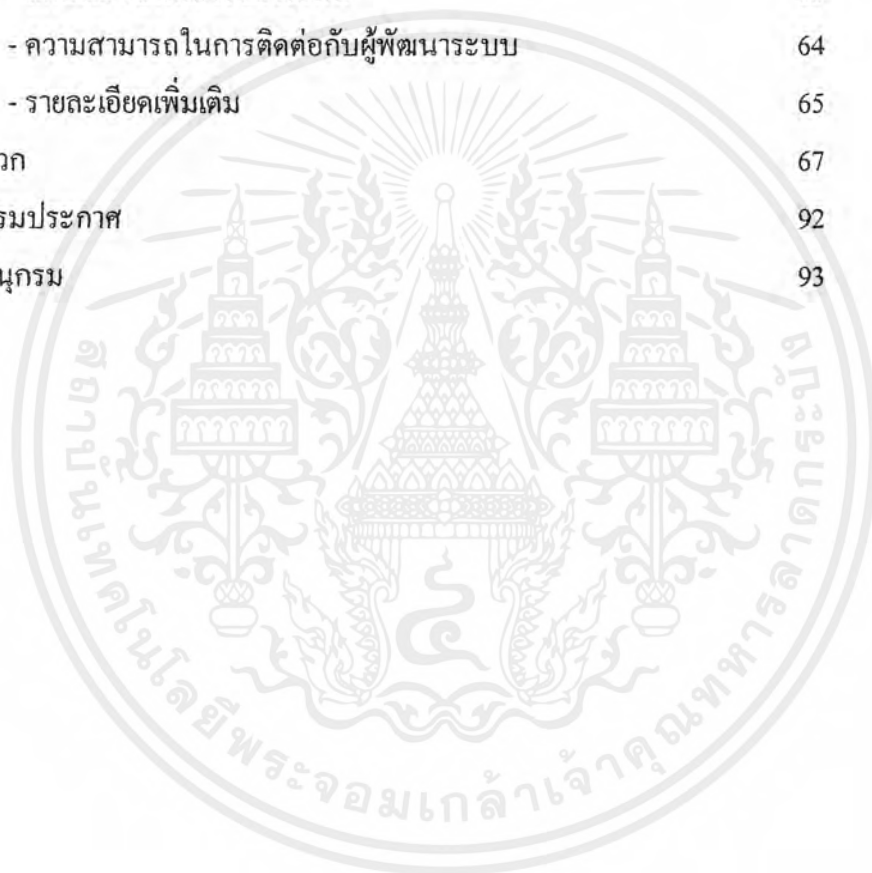 - ความสามารถในการติดต่อกับผู้พัฒนาระบบ 64
- รายละเอียดเพิ่มเติม 65
วก 67
รมประกาศ 92
นุกรม 93
สถาบันเทคโนโลยีพระจอมเกล้าเจ้าคุณทหารลาดกระบัง